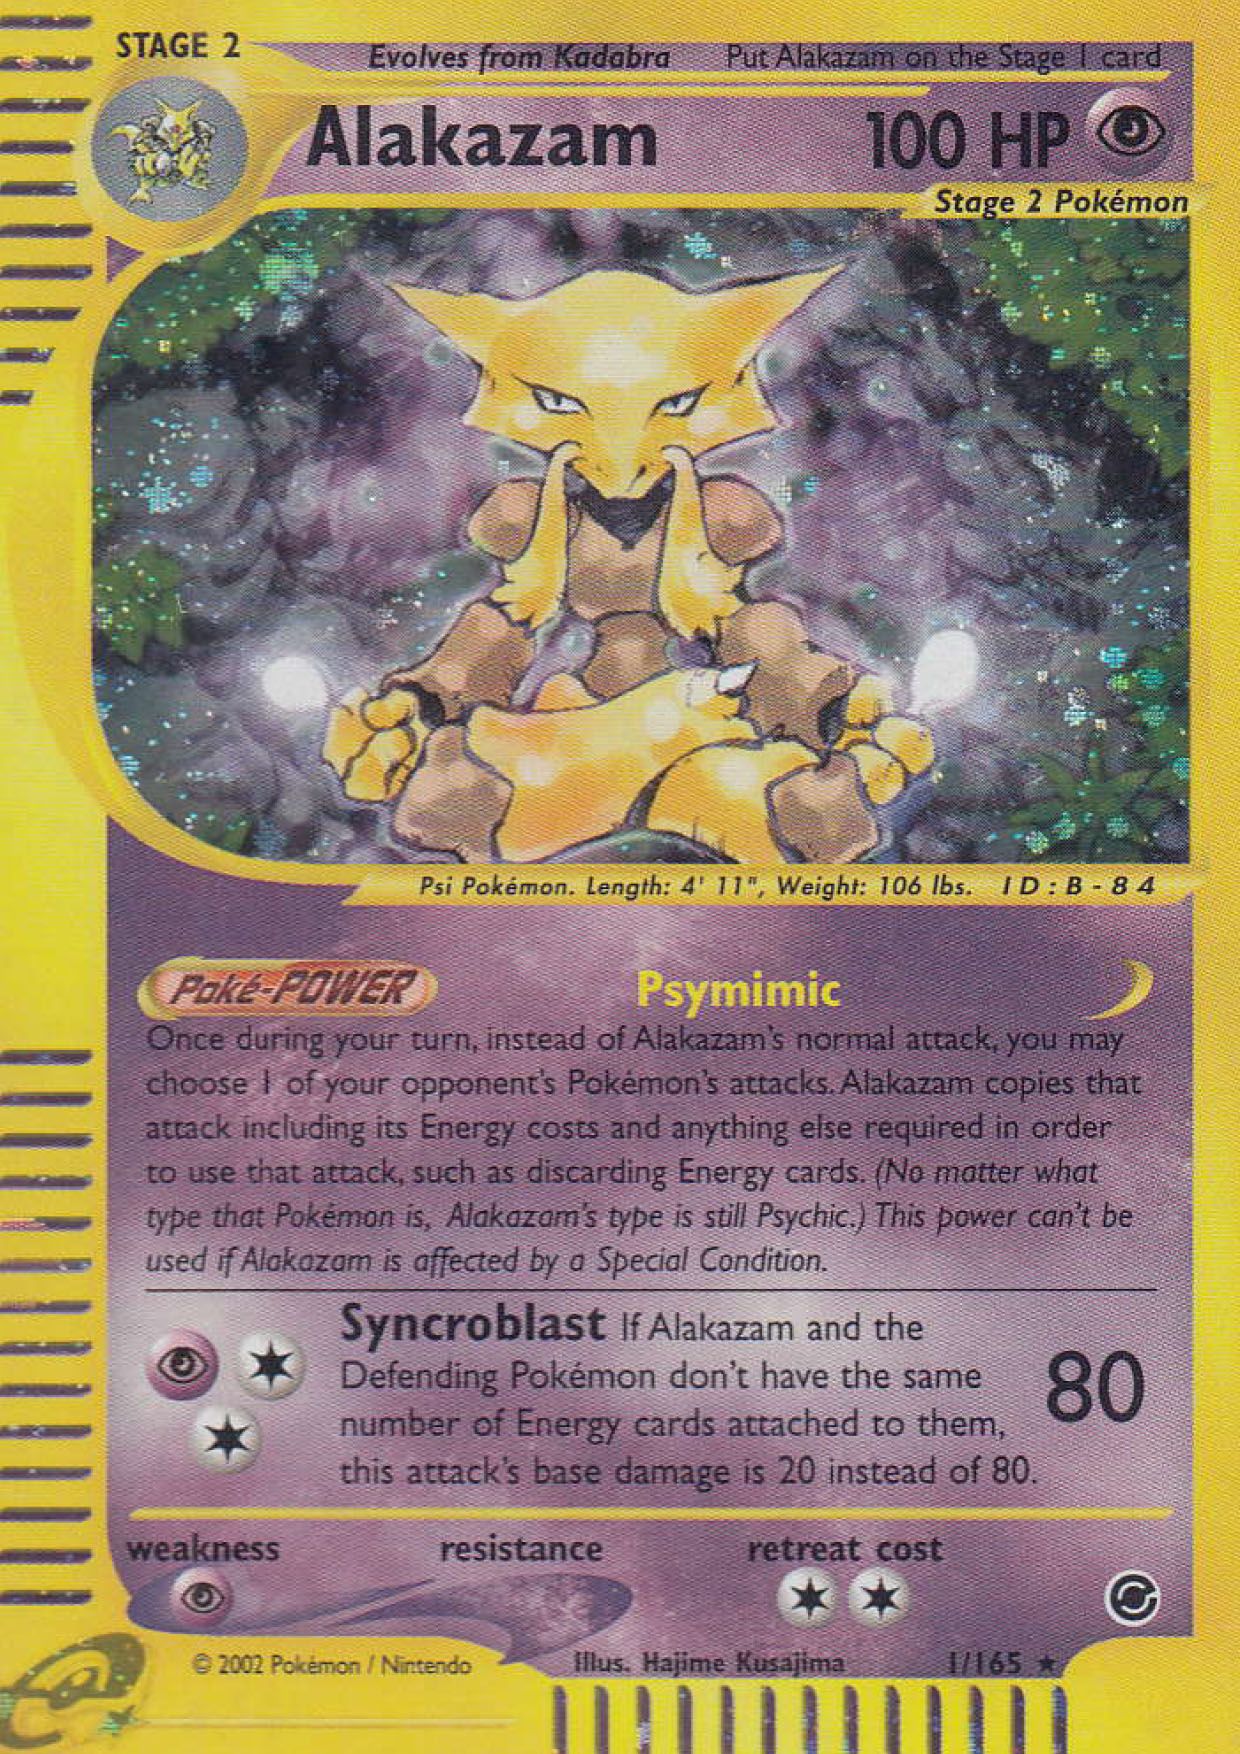 STAGE 2
Evolves from Kadabra Put Alakazam on the Stage 1 card
Alakazam 100 HP
Stage 2 Pokémon
Psi Pokémon. Length: 4' 11", Weight: 106 lbs. ID:B-84
Poké-POWER Psymimic
Once during your turn, instead of Alakazam's normal attack, you may
choose 1 of your opponent's Pokémon's attacks. Alakazam copies that
attack including its Energy costs and anything else required in order
to use that attack, such as discarding Energy cards. (No matter what
type that Pokémon is, Alakazam's type is still Psychic.) This power can't be
used if Alakazam is affected by a Special Condition.
Syncroblast If Alakazam and the
Defending Pokémon don't have the same
number of Energy cards attached to them,
this attack's base damage is 20 instead of 80.
80
weakness resistance retreat cost
© 2002 Pokémon / Nintendo Illus. Hajime Kusajima 1/165 ★